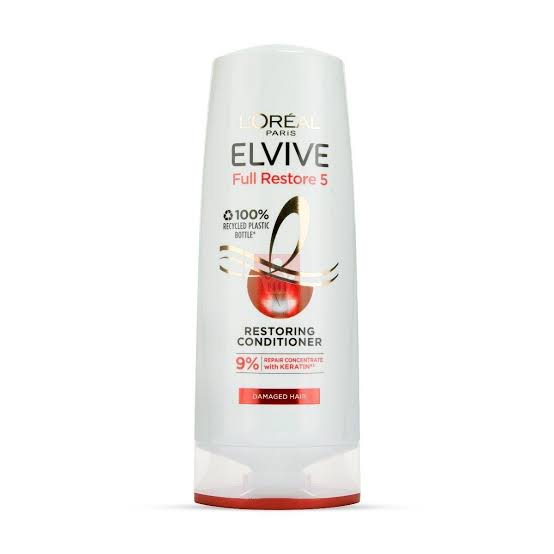 L'ORÉAL
PARIS
ELVIVE
Full Restore 5
100%
RECYCLED PLASTIC
BOTTLE*
RESTORING
CONDITIONER
9% REPAIR CONCENTRATE
with KERATIN**
DAMAGED HAIR